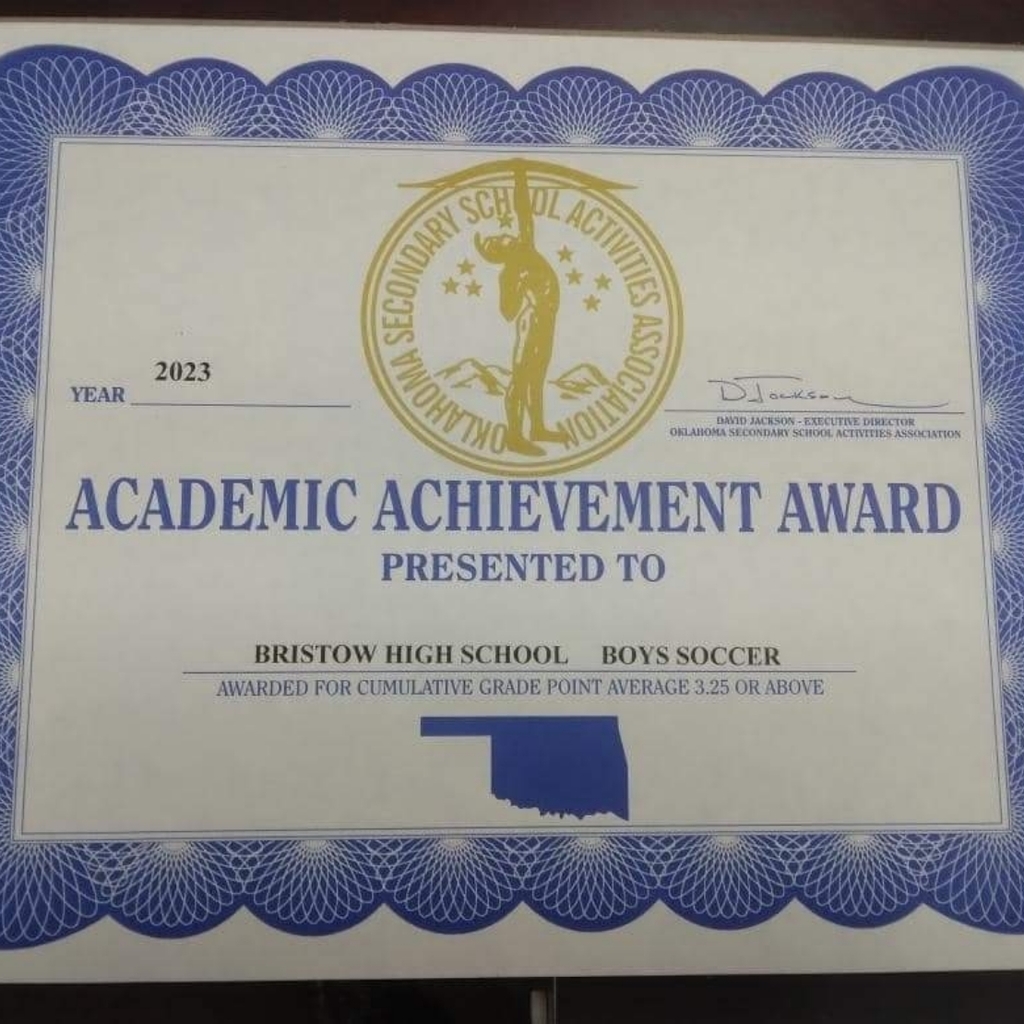 OKLAHOMA SECONDARY SCHOOL ACTIVITIES ASSOCIATION
YEAR 2023
D Jackson
DAVID JACKSON - EXECUTIVE DIRECTOR
OKLAHOMA SECONDARY SCHOOL ACTIVITIES ASSOCIATION
ACADEMIC ACHIEVEMENT AWARD
PRESENTED TO
BRISTOW HIGH SCHOOL BOYS SOCCER
AWARDED FOR CUMULATIVE GRADE POINT AVERAGE 3.25 OR ABOVE